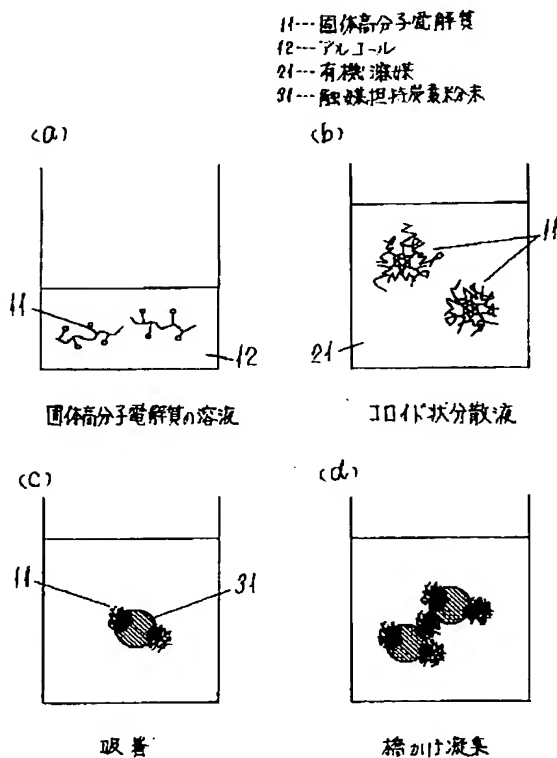 11---固体高分子電解質
12---アルコール
21---有機溶媒
31---触媒担持炭素粉末
(a)
(b)
11
12
11
21
固体高分子電解質の溶液
コロイド状分散液
(c)
(d)
11
31
吸着
橋かけ凝集